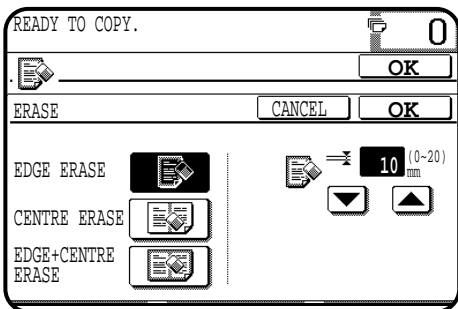 READY TO COPY.
0
OK
ERASE
CANCEL
OK
EDGE ERASE
10 (0~20)
mm
CENTRE ERASE
EDGE+CENTRE
ERASE